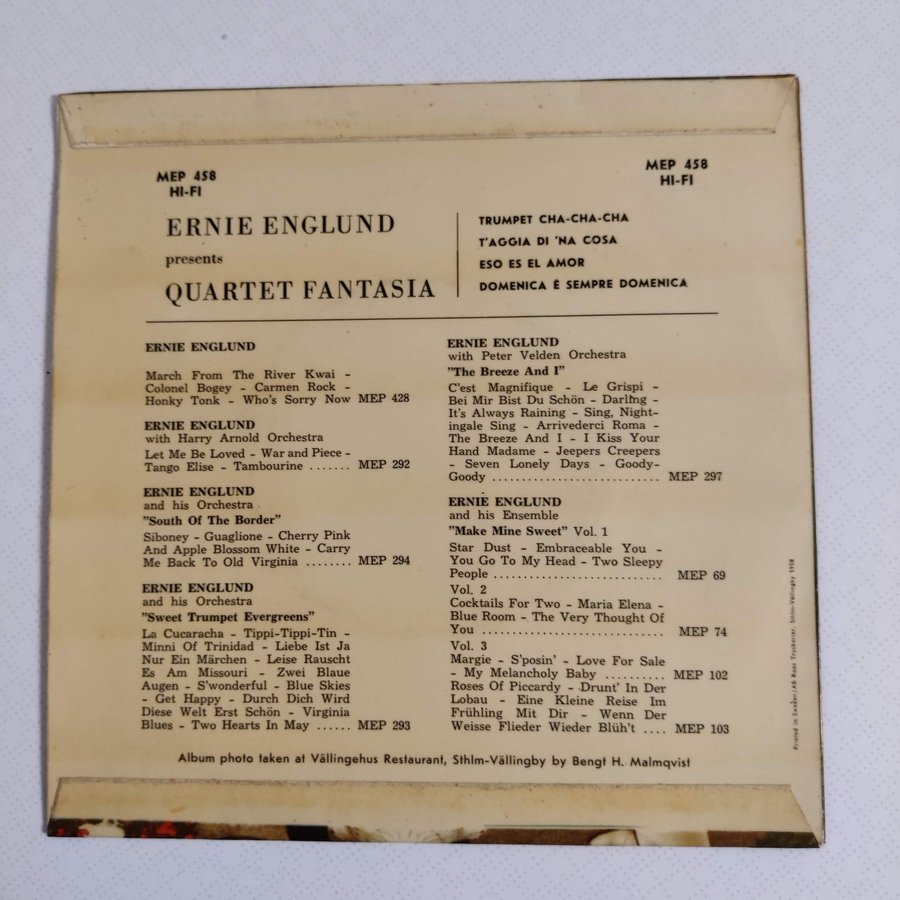 MEP 458
HI-FI
MEP 458
HI-FI
ERNIE ENGLUND
presents
QUARTET FANTASIA
TRUMPET CHA-CHA-CHA
T'AGGIA DI 'NA COSA
ESO ES EL AMOR
DOMENICA È SEMPRE DOMENICA
ERNIE ENGLUND
March From The River Kwai –
Colonel Bogey – Carmen Rock –
Honky Tonk – Who's Sorry Now MEP 428
ERNIE ENGLUND
with Harry Arnold Orchestra
Let Me Be Loved – War and Piece –
Tango Elise – Tambourine ....... MEP 292
ERNIE ENGLUND
and his Orchestra
"South Of The Border"
Siboney – Guaglione – Cherry Pink
And Apple Blossom White – Carry
Me Back To Old Virginia ........ MEP 294
ERNIE ENGLUND
and his Orchestra
"Sweet Trumpet Evergreens"
La Cucaracha – Tippi-Tippi-Tin –
Minni Of Trinidad – Liebe Ist Ja
Nur Ein Märchen – Leise Rauscht
Es Am Missouri – Zwei Blaue
Augen – S'wonderful – Blue Skies
– Get Happy – Durch Dich Wird
Diese Welt Erst Schön – Virginia
Blues – Two Hearts In May ...... MEP 293
ERNIE ENGLUND
with Peter Velden Orchestra
"The Breeze And I"
C'est Magnifique – Le Grispi –
Bei Mir Bist Du Schön – Darling –
It's Always Raining – Sing, Night-
ingale Sing – Arrivederci Roma –
The Breeze And I – I Kiss Your
Hand Madame – Jeepers Creepers
– Seven Lonely Days – Goody-
Goody ............................ MEP 297
ERNIE ENGLUND
and his Ensemble
"Make Mine Sweet" Vol. 1
Star Dust – Embraceable You –
You Go To My Head – Two Sleepy
People ............................ MEP 69
Vol. 2
Cocktails For Two – Maria Elena –
Blue Room – The Very Thought Of
You .............................. MEP 74
Vol. 3
Margie – S'posin' – Love For Sale
– My Melancholy Baby .......... MEP 102
Roses Of Piccardy – Drunt' In Der
Lobau – Eine Kleine Reise Im
Frühling Mit Dir – Wenn Der
Weisse Flieder Wieder Blüh't .... MEP 103
Album photo taken at Vällingehus Restaurant, Sthlm-Vällingby by Bengt H. Malmqvist
Printed in Sweden/AB Roos Tryckerier, Sthlm-Vällingby 1958